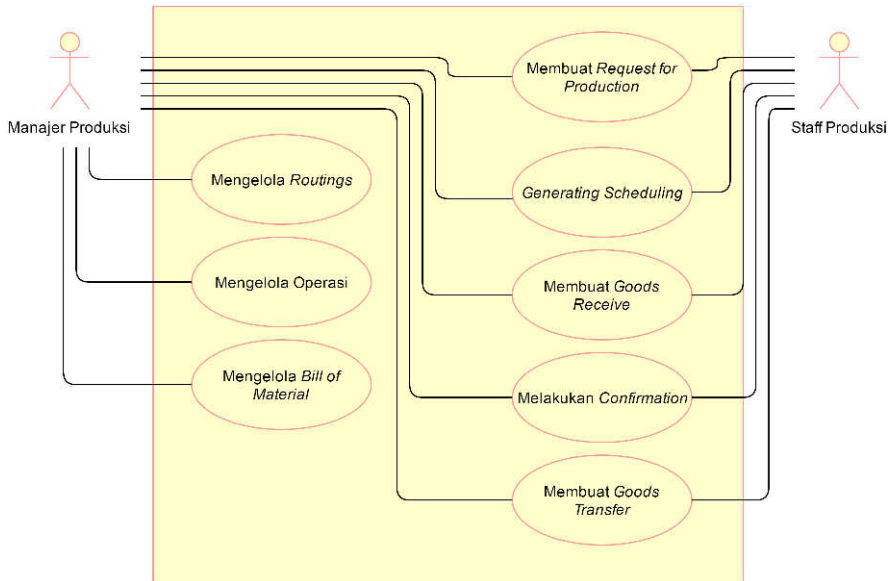 Manajer Produksi
Staff Produksi
Membuat Request for
Production
Mengelola Routings
Generating Scheduling
Mengelola Operasi
Membuat Goods
Receive
Mengelola Bill of
Material
Melakukan Confirmation
Membuat Goods
Transfer